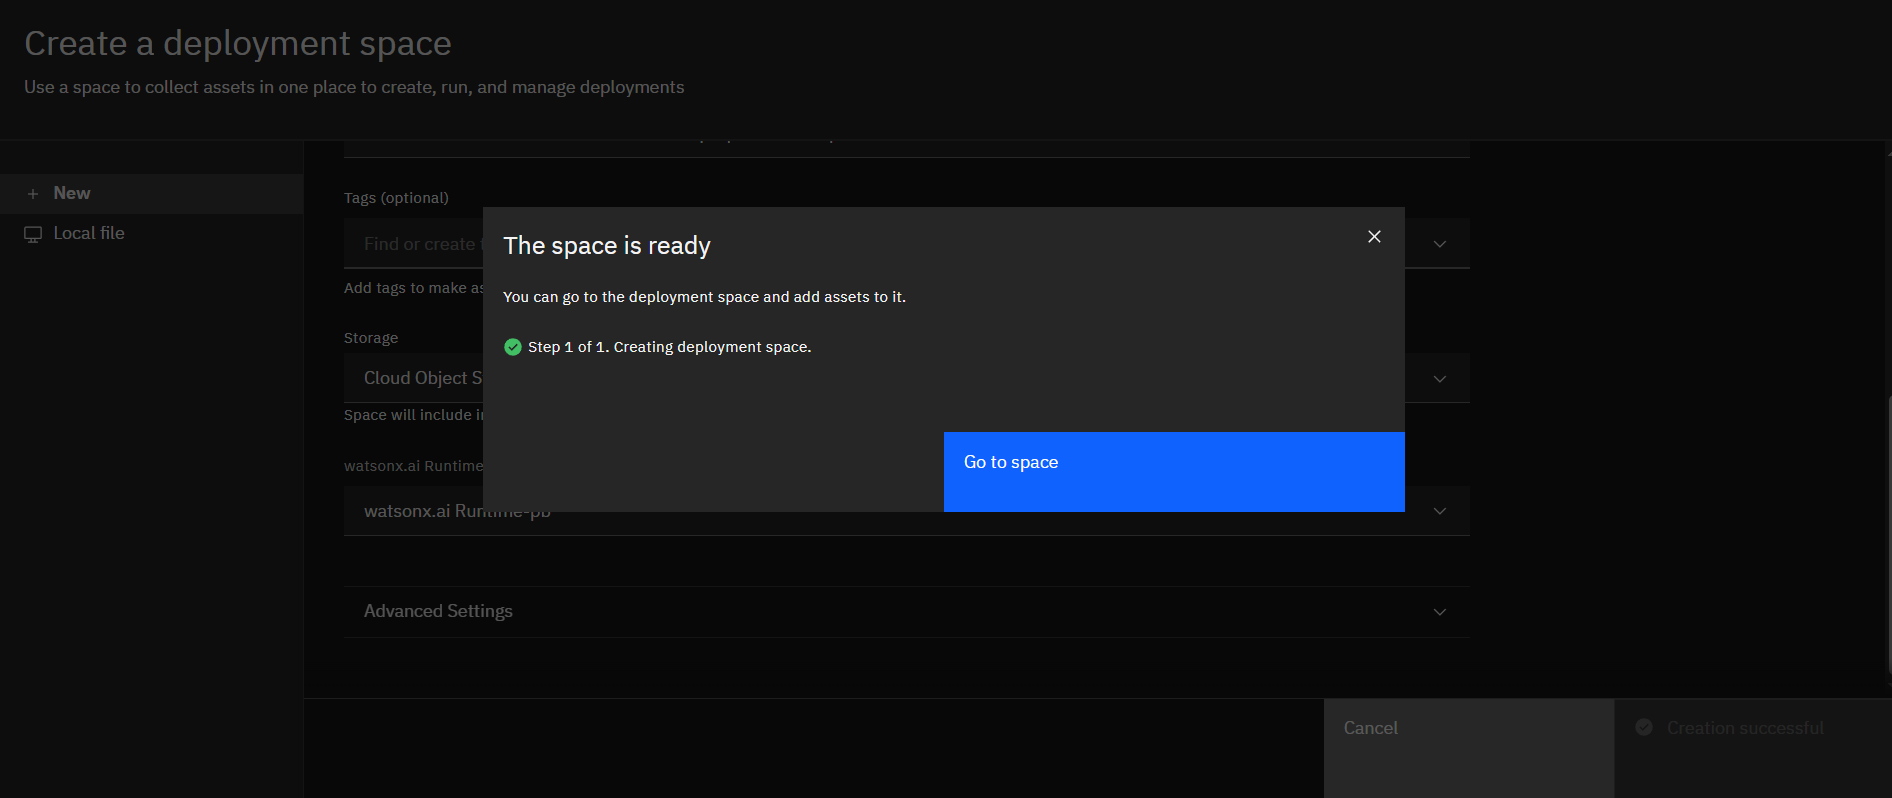 Create a deployment space
Use a space to collect assets in one place to create, run, and manage deployments
New
Local file
Tags (optional)
Find or create
Add tags to make as
Storage
Cloud Object S
Space will include
watsonx.ai Runtime
watsonx.ai Runtime-pb
Advanced Settings
The space is ready
You can go to the deployment space and add assets to it.
Step 1 of 1. Creating deployment space.
Go to space
Cancel
Creation successful